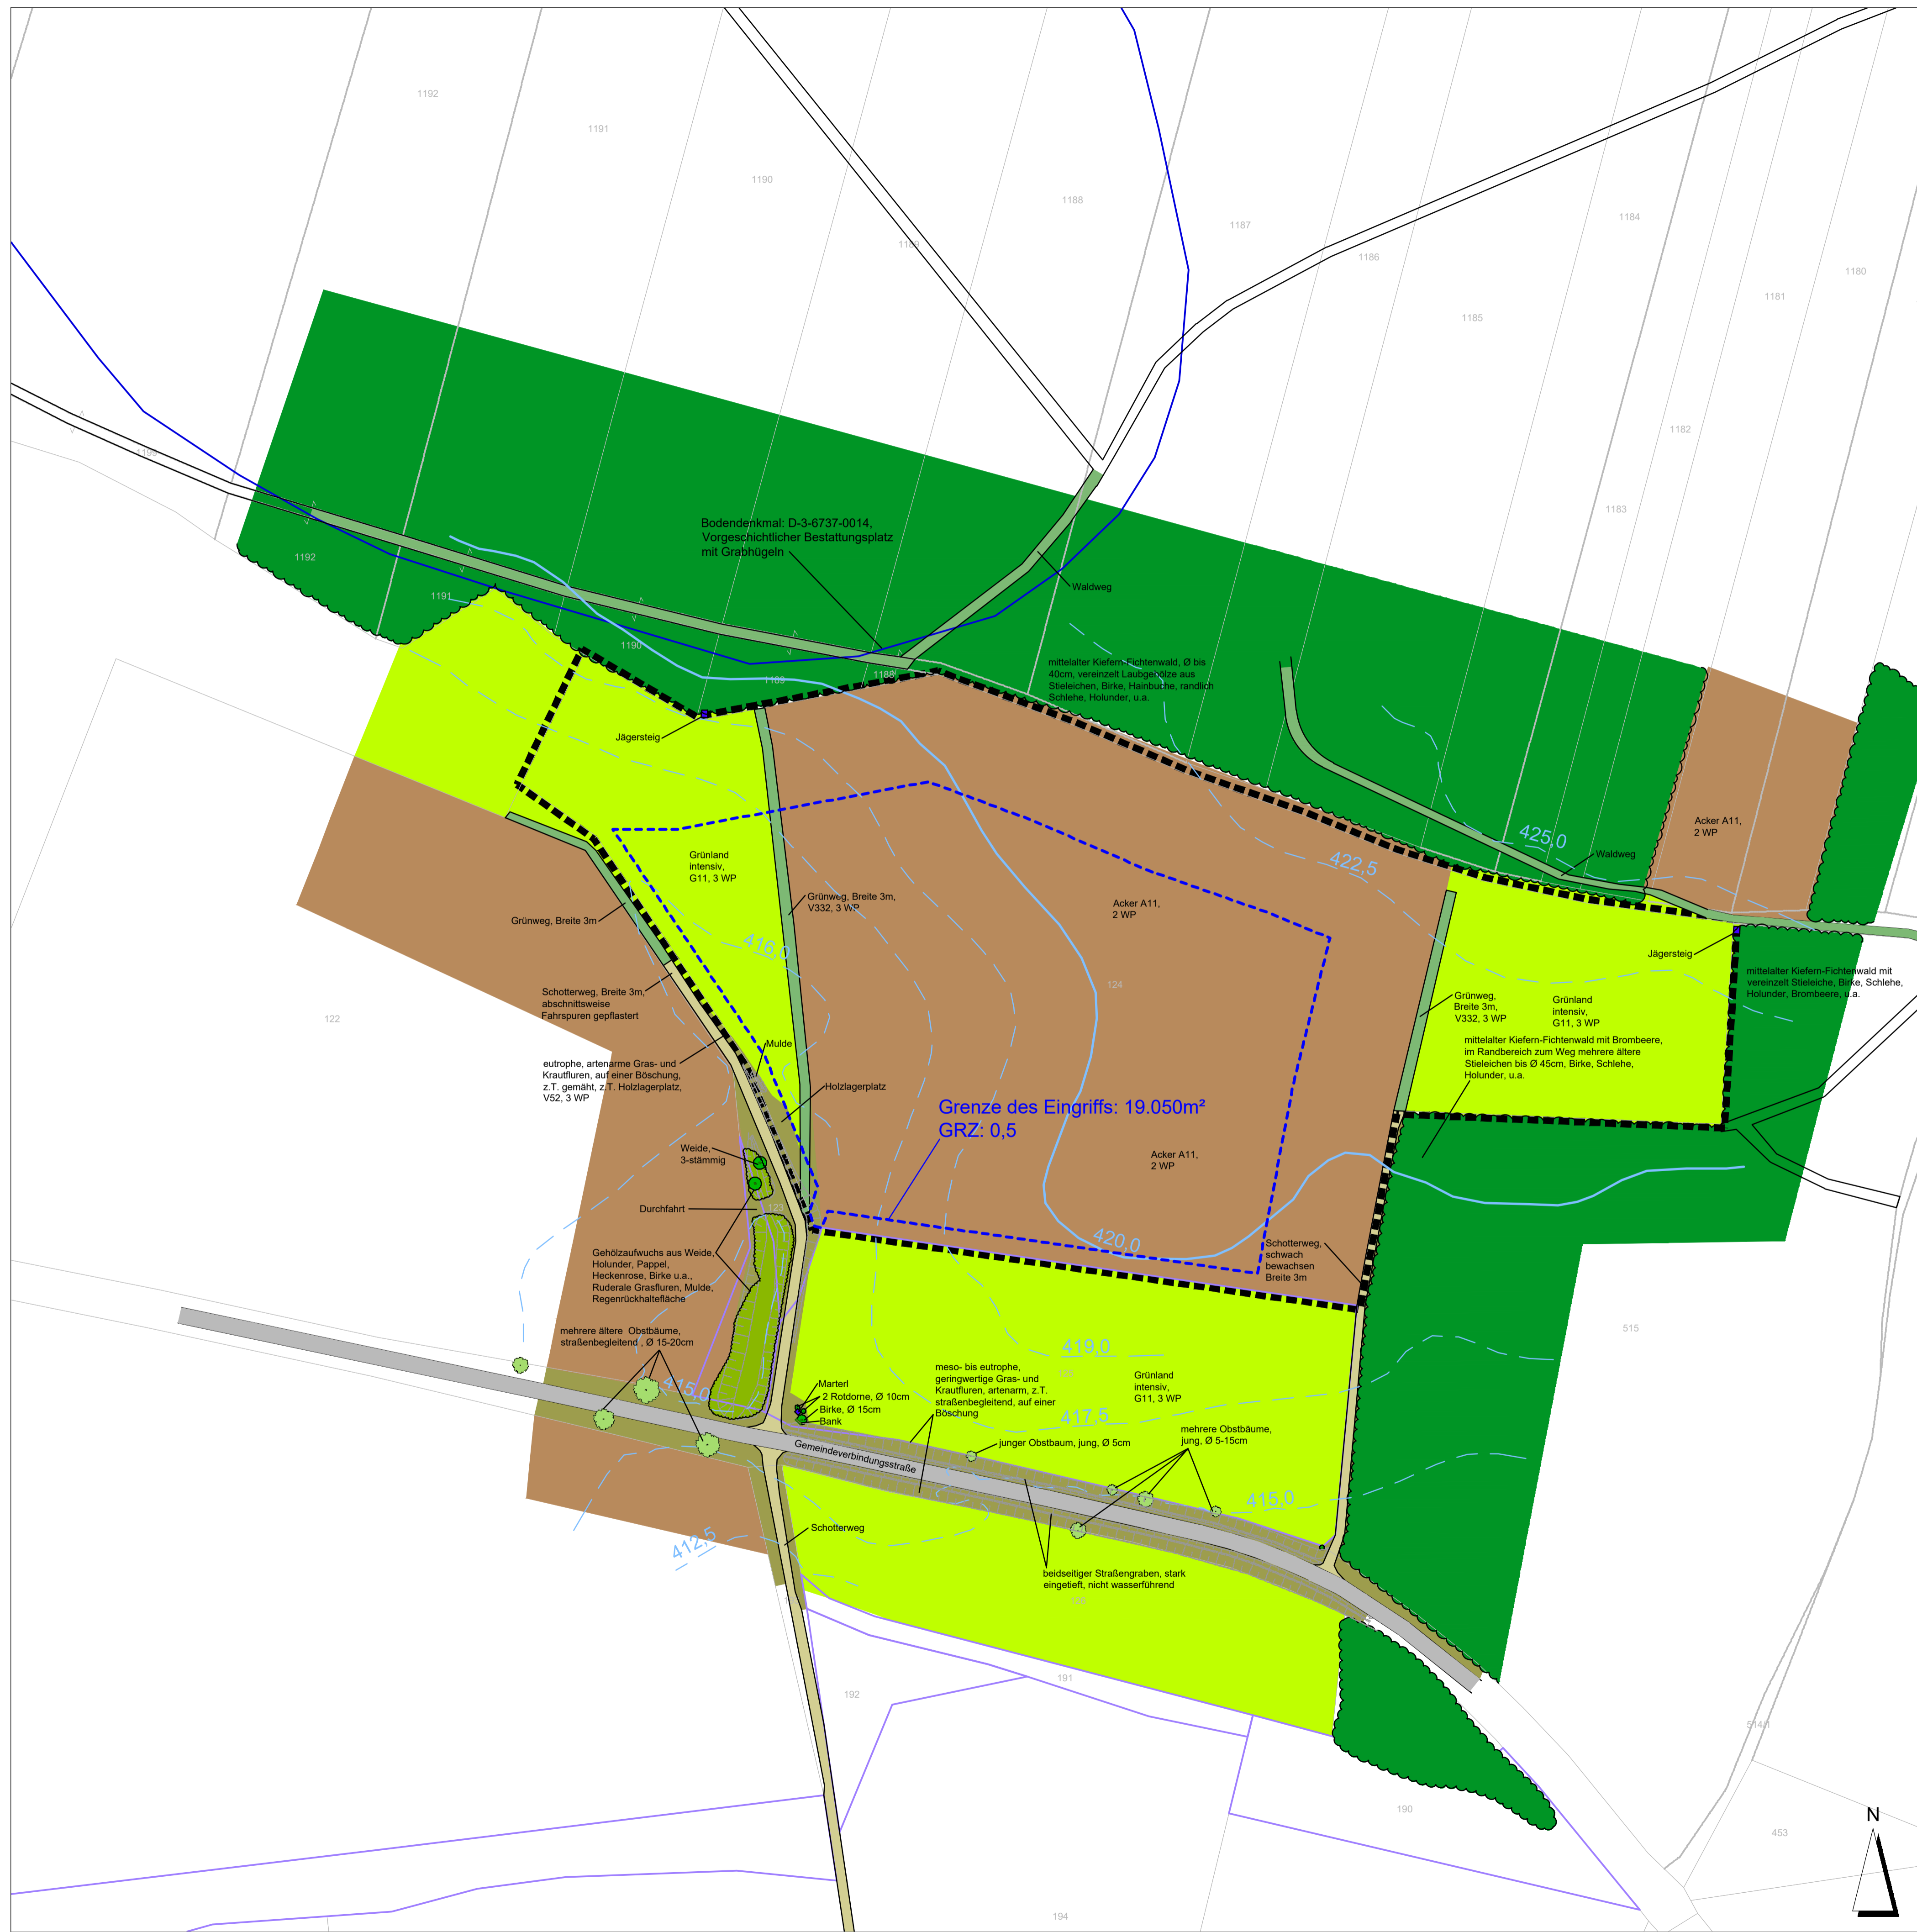 1192
1191
1190
1188
1189
1187
1186
1184
1180
1181
1185
1182
1183
1192
1191
1190
1189
1188
Bodendenkmal: D-3-6737-0014,
Vorgeschichtlicher Bestattungsplatz
mit Grabhügeln
Waldweg
mittelalter Kiefern-Fichtenwald, Ø bis
40cm, vereinzelt Laubgehölze aus
Stieleichen, Birke, Hainbuche, randlich
Schlehe, Holunder, u.a.
Jägersteig
Acker A11,
2 WP
425,0
Waldweg
422,5
Grünland
intensiv,
G11, 3 WP
Grünweg, Breite 3m,
V332, 3 WP
Acker A11,
2 WP
Grünweg, Breite 3m
416,0
Jägersteig
mittelalter Kiefern-Fichtenwald mit
vereinzelt Stieleiche, Birke, Schlehe,
Holunder, Brombeere, u.a.
124
Schotterweg, Breite 3m,
abschnittsweise
Fahrspuren gepflastert
122
Grünweg,
Breite 3m,
V332, 3 WP
Grünland
intensiv,
G11, 3 WP
mittelalter Kiefern-Fichtenwald mit Brombeere,
im Randbereich zum Weg mehrere ältere
Stieleichen bis Ø 45cm, Birke, Schlehe,
Holunder, u.a.
Mulde
eutrophe, artenarme Gras- und
Krautfluren, auf einer Böschung,
z.T. gemäht, z.T. Holzlagerplatz,
V52, 3 WP
Holzlagerplatz
Grenze des Eingriffs: 19.050m²
GRZ: 0,5
Weide,
3-stämmig
Acker A11,
2 WP
Durchfahrt
123
420,0
Schotterweg,
schwach
bewachsen
Breite 3m
Gehölzaufwuchs aus Weide,
Holunder, Pappel,
Heckenrose, Birke u.a.,
Ruderale Grasfluren, Mulde,
Regenrückhaltefläche
515
mehrere ältere  Obstbäume,
straßenbegleitend , Ø 15-20cm
419,0
125
415,0
meso- bis eutrophe,
geringwertige Gras- und
Krautfluren, artenarm, z.T.
straßenbegleitend, auf einer
Böschung
Grünland
intensiv,
G11, 3 WP
Marterl
2 Rotdorne, Ø 10cm
Birke, Ø 15cm
Bank
417,5
Gemeindeverbindungsstraße
junger Obstbaum, jung, Ø 5cm
mehrere Obstbäume,
jung, Ø 5-15cm
415,0
Schotterweg
412,5
beidseitiger Straßengraben, stark
eingetieft, nicht wasserführend
126
191
192
514/1
190
453
194
N